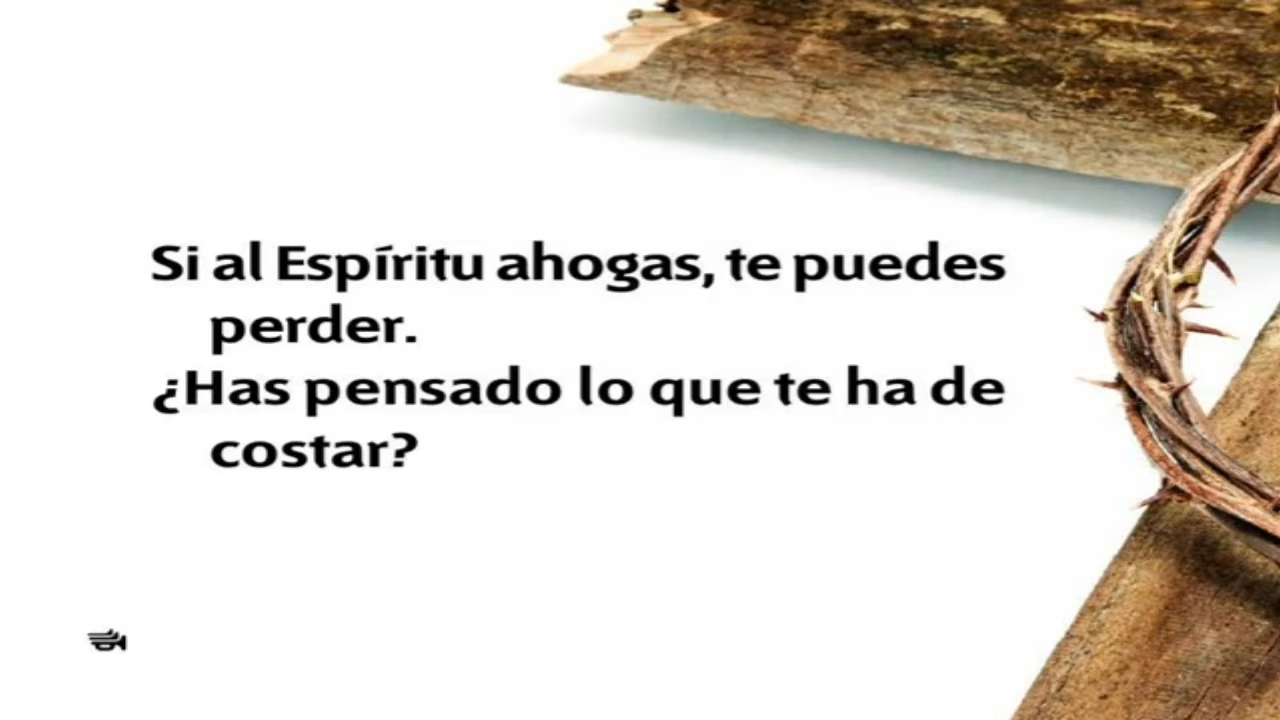 Si al Espíritu ahogas, te puedes
perder.
¿Has pensado lo que te ha de
costar?